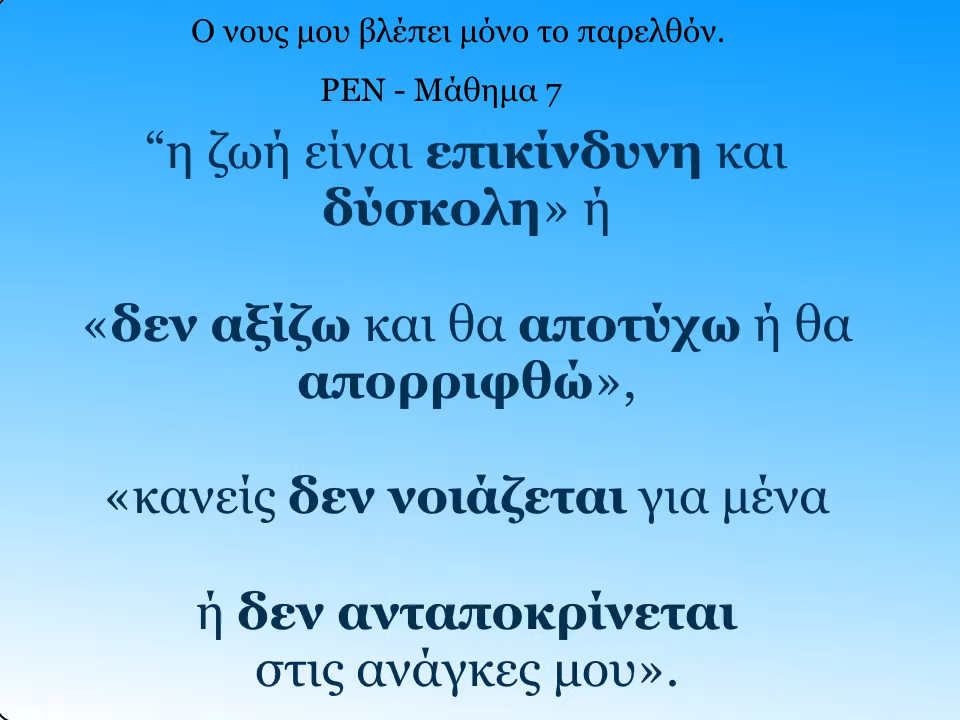 Ο νους μου βλέπει μόνο το παρελθόν.
ΡΕΝ - Μάθημα 7
“η ζωή είναι επικίνδυνη και
δύσκολη» ή
«δεν αξίζω και θα αποτύχω ή θα
απορριφθώ»,
«κανείς δεν νοιάζεται για μένα
ή δεν ανταποκρίνεται
στις ανάγκες μου».